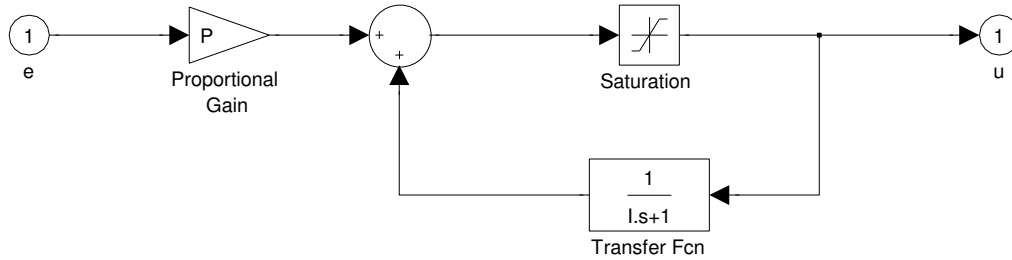 1
e
P
Proportional
Gain
+
+
Saturation
1
u
1
I.s+1
Transfer Fcn